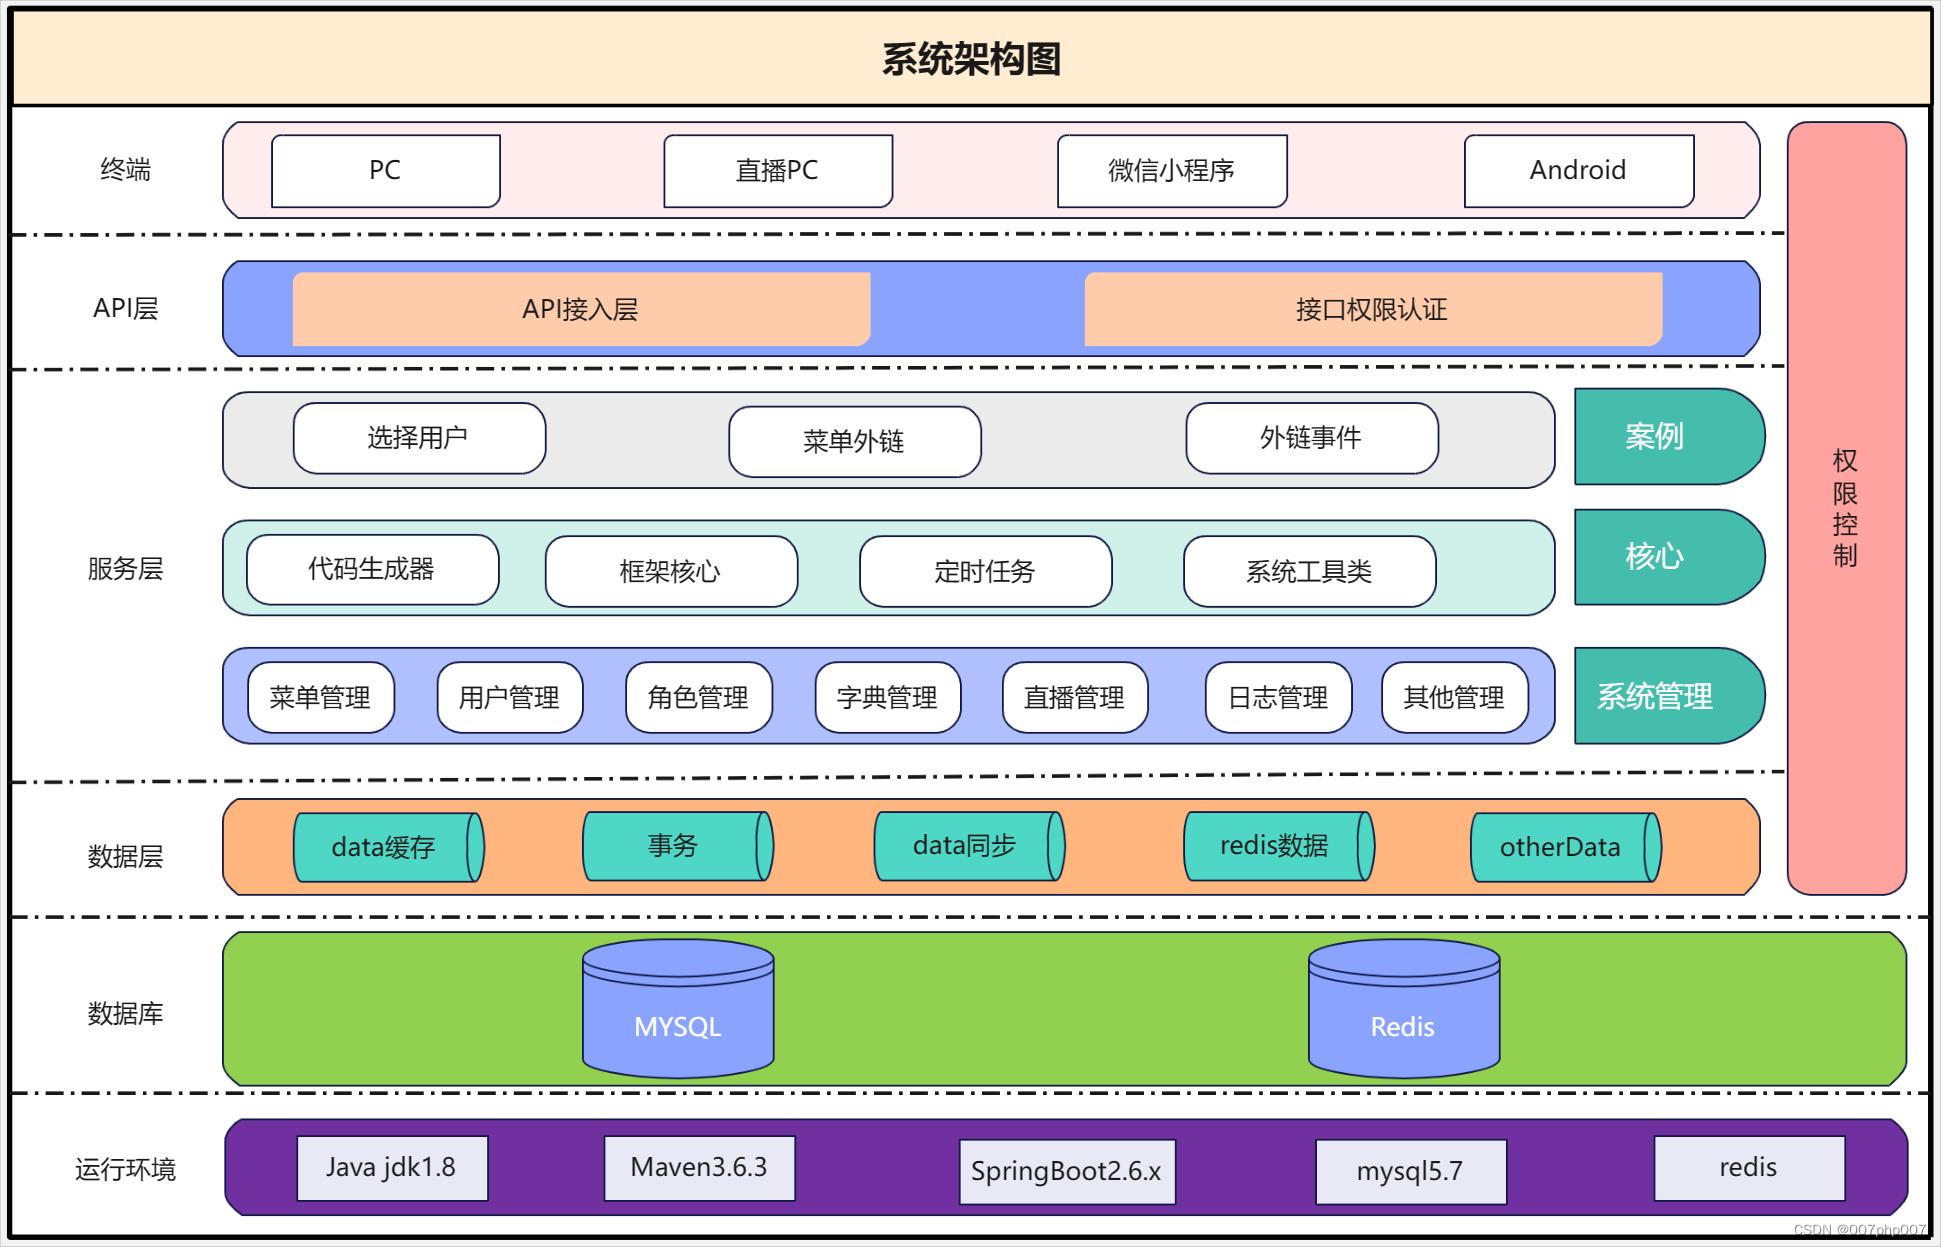 系统架构图
终端
PC
直播PC
微信小程序
Android
API层
API接入层
接口权限认证
服务层
选择用户
菜单外链
外链事件
案例
代码生成器
框架核心
定时任务
系统工具类
核心
菜单管理
用户管理
角色管理
字典管理
直播管理
日志管理
其他管理
系统管理
权
限
控
制
数据层
data缓存
事务
data同步
redis数据
otherData
数据库
MYSQL
Redis
运行环境
Java jdk1.8
Maven3.6.3
SpringBoot2.6.x
mysql5.7
redis
CSDN @007php007